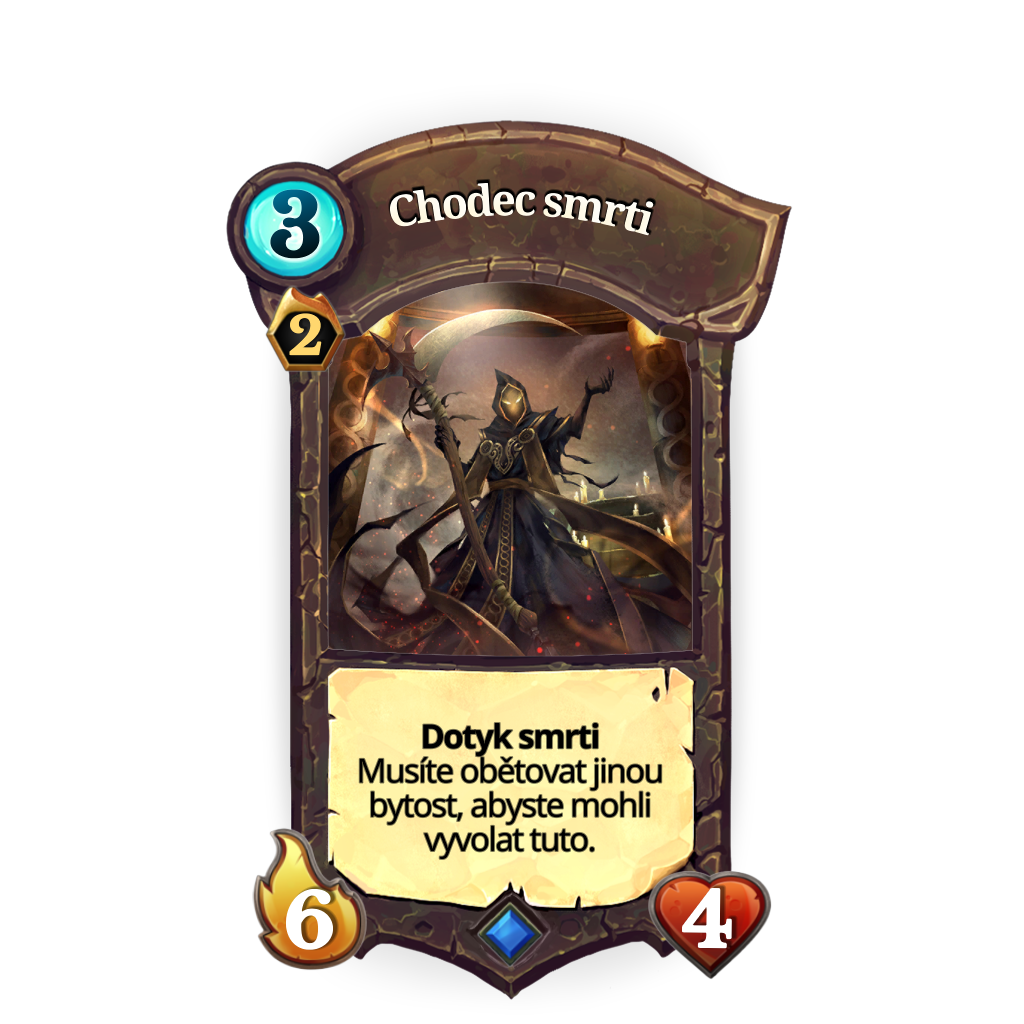 Chodec smrti
3
2
Dotyk smrti
Musíte obětovat jinou
bytost, abyste mohli
vyvolat tuto.
6
4